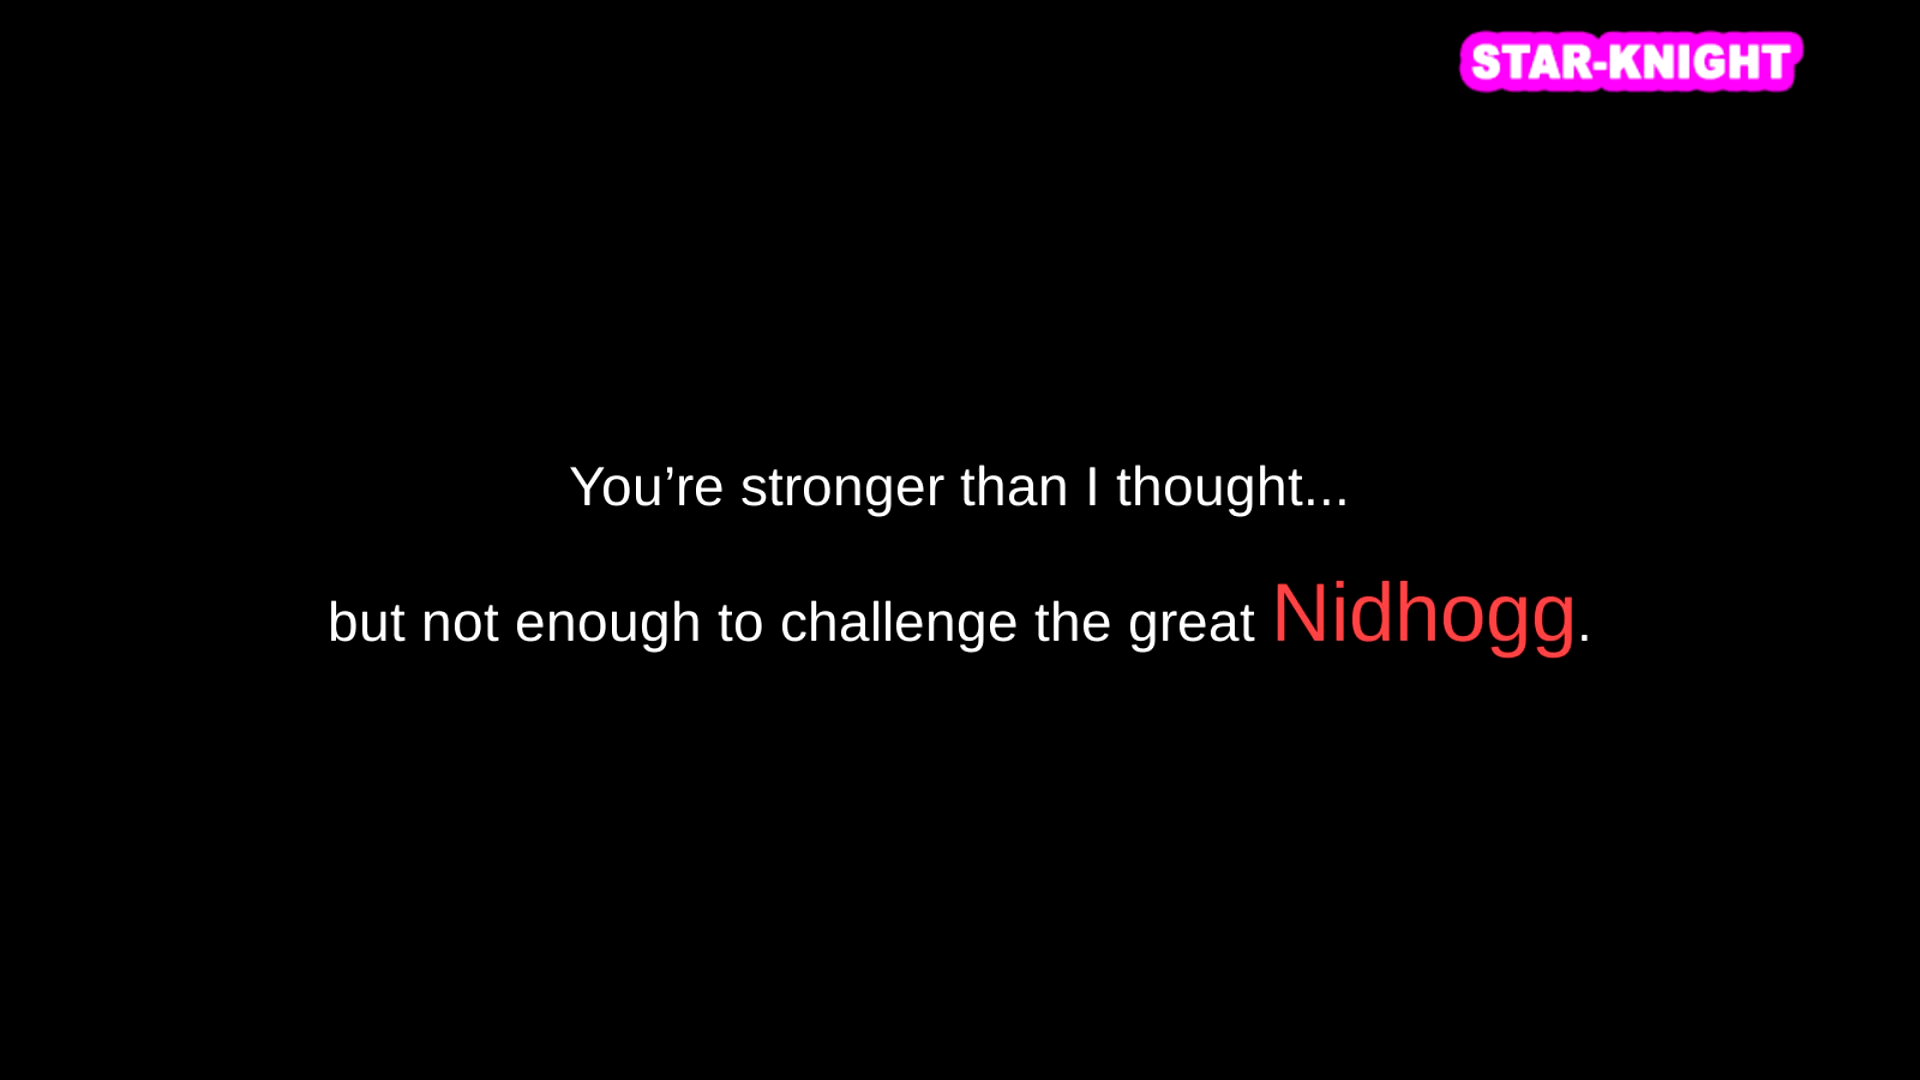 STAR-KNIGHT
You’re stronger than I thought...
but not enough to challenge the great Nidhogg.